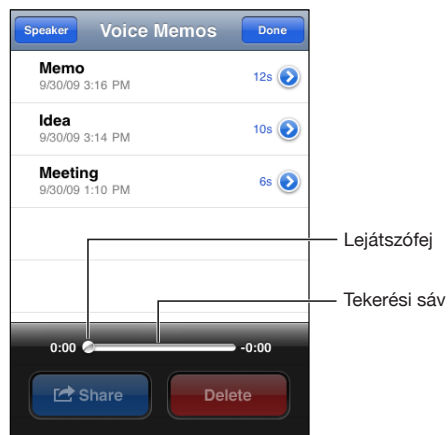 Speaker Voice Memos Done
Memo
9/30/09 3:16 PM
12s
Idea
9/30/09 3:14 PM
10s
Meeting
9/30/09 1:10 PM
6s
Lejátszófej
Tekerési sáv
0:00 -0:00
Share Delete